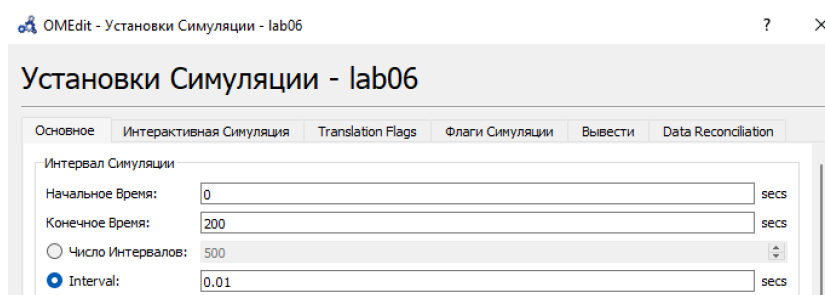 OMEdit - Установки Симуляции - lab06 ? ×
Установки Симуляции - lab06
Основное Интерактивная Симуляция Translation Flags Флаги Симуляции Вывести Data Reconciliation
Интервал Симуляции
Начальное Время: 0 secs
Конечное Время: 200 secs
Число Интервалов: 500
Interval: 0.01 secs